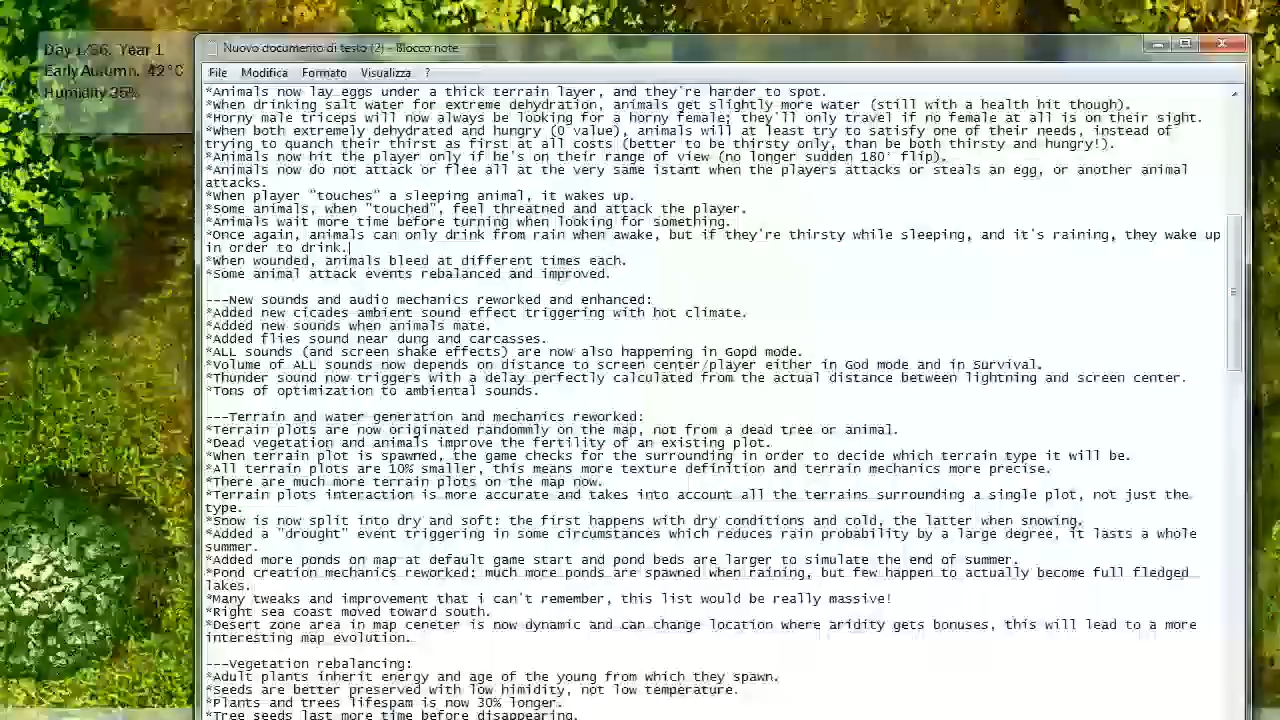 Day 1/36, Year 1
Early Autumn, 42°C
Humidity 35%
Nuovo documento di testo (2) - Blocco note
File Modifica Formato Visualizza ?
*Animals now lay eggs under a thick terrain layer, and they're harder to spot.
*When drinking salt water for extreme dehydration, animals get slightly more water (still with a health hit though).
*Horny male triceps will now always be looking for a horny female; they'll only travel if no female at all is on their sight.
*When both extremely dehydrated and hungry (0 value), animals will at least try to satisfy one of their needs, instead of
trying to quanch their thirst as first at all costs (better to be thirsty only, than be both thirsty and hungry!).
*Animals now hit the player only if he's on their range of view (no longer sudden 180° flip).
*Animals now do not attack or flee all at the very same istant when the players attacks or steals an egg, or another animal
attacks.
*When player "touches" a sleeping animal, it wakes up.
*Some animals, when "touched", feel threatned and attack the player.
*Animals wait more time before turning when looking for something.
*Once again, animals can only drink from rain when awake, but if they're thirsty while sleeping, and it's raining, they wake up
in order to drink.
*When wounded, animals bleed at different times each.
*Some animal attack events rebalanced and improved.
---New sounds and audio mechanics reworked and enhanced:
*Added new cicades ambient sound effect triggering with hot climate.
*Added new sounds when animals mate.
*Added flies sound near dung and carcasses.
*ALL sounds (and screen shake effects) are now also happening in Gopd mode.
*Volume of ALL sounds now depends on distance to screen center/player either in God mode and in Survival.
*Thunder sound now triggers with a delay perfectly calculated from the actual distance between lightning and screen center.
*Tons of optimization to ambiental sounds.
---Terrain and water generation and mechanics reworked:
*Terrain plots are now originated randommly on the map, not from a dead tree or animal.
*Dead vegetation and animals improve the fertility of an existing plot.
*When terrain plot is spawned, the game checks for the surrounding in order to decide which terrain type it will be.
*All terrain plots are 10% smaller, this means more texture definition and terrain mechanics more precise.
*There are much more terrain plots on the map now.
*Terrain plots interaction is more accurate and takes into account all the terrains surrounding a single plot, not just the
type.
*Snow is now split into dry and soft: the first happens with dry conditions and cold, the latter when snowing.
*Added a "drought" event triggering in some circumstances which reduces rain probability by a large degree, it lasts a whole
summer.
*Added more ponds on map at default game start and pond beds are larger to simulate the end of summer.
*Pond creation mechanics reworked: much more ponds are spawned when raining, but few happen to actually become full fledged
lakes.
*Many tweaks and improvement that i can't remember, this list would be really massive!
*Right sea coast moved toward south.
*Desert zone area in map ceneter is now dynamic and can change location where aridity gets bonuses, this will lead to a more
interesting map evolution.
---Vegetation rebalancing:
*Adult plants inherit energy and age of the young from which they spawn.
*Seeds are better preserved with low himidity, not low temperature.
*Plants and trees lifespam is now 30% longer.
*Tree seeds last more time before disappearing.